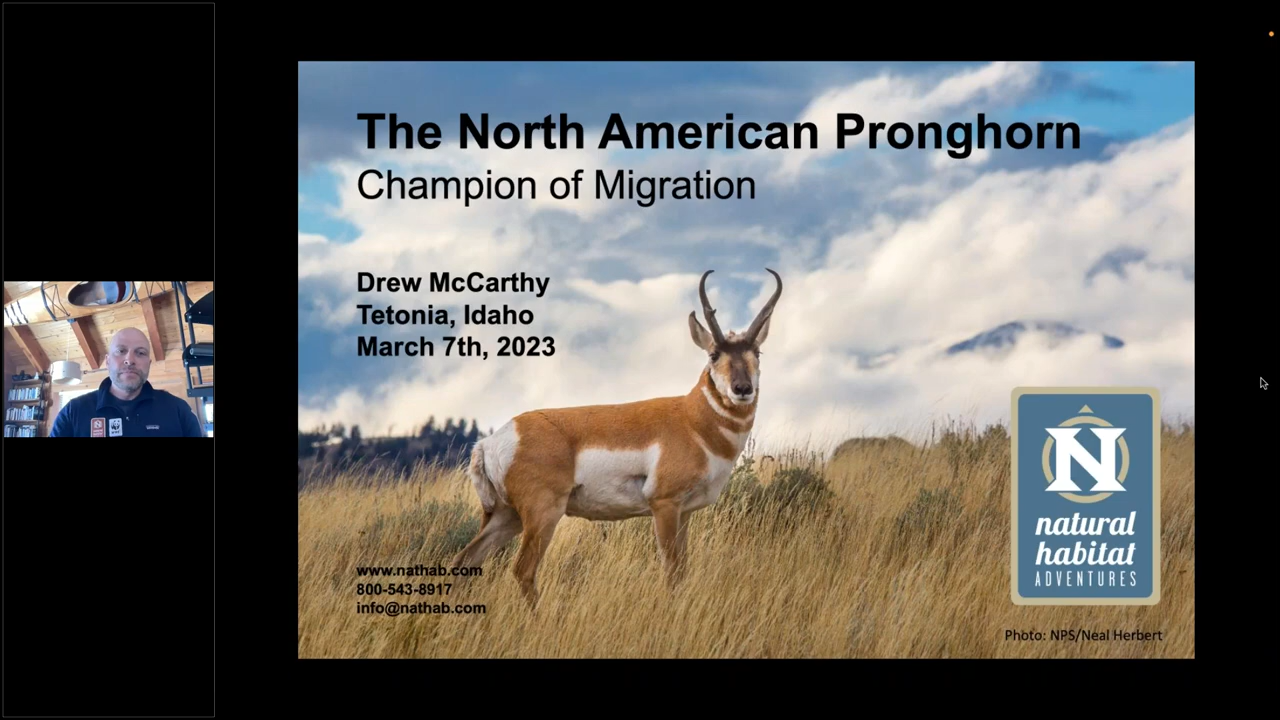 The North American Pronghorn
Champion of Migration
Drew McCarthy
Tetonia, Idaho
March 7th, 2023
www.nathab.com
800-543-8917
info@nathab.com
N
natural
habitat
ADVENTURES
Photo: NPS/Neal Herbert